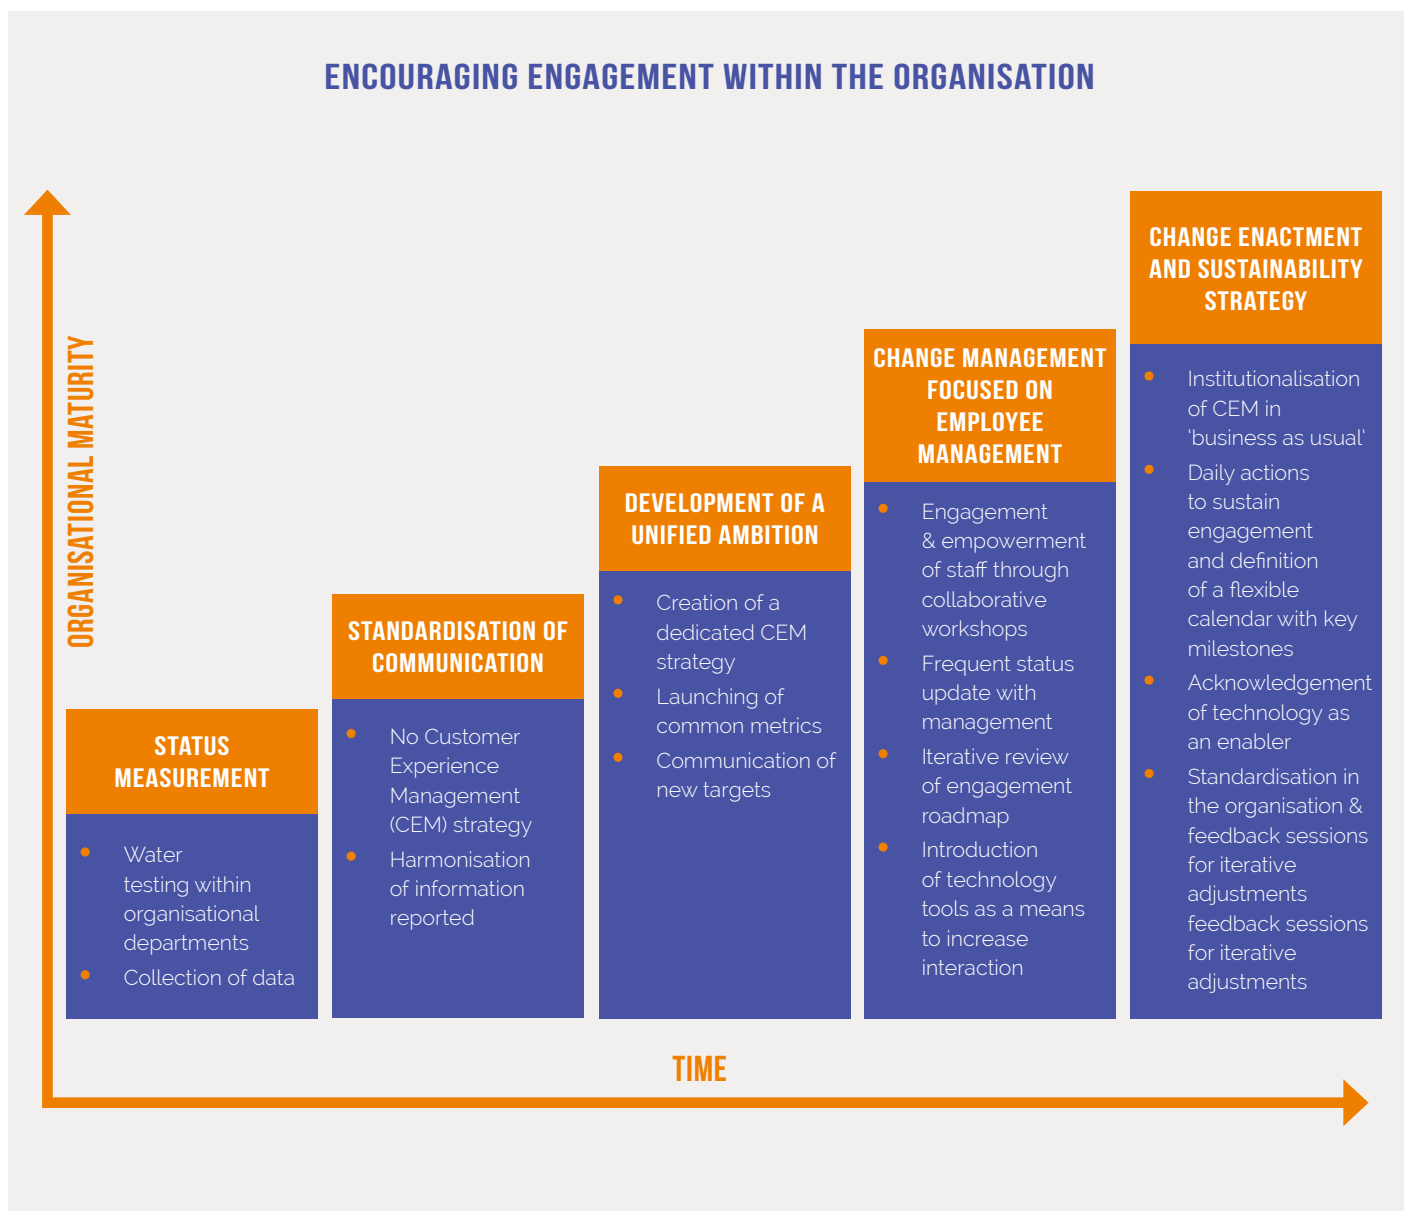 ENCOURAGING ENGAGEMENT WITHIN THE ORGANISATION
ORGANISATIONAL MATURITY
STATUS
MEASUREMENT
• Water
testing within
organisational
departments
• Collection of data
STANDARDISATION OF
COMMUNICATION
• No Customer
Experience
Management
(CEM) strategy
• Harmonisation
of information
reported
DEVELOPMENT OF A
UNIFIED AMBITION
• Creation of a
dedicated CEM
strategy
• Launching of
common metrics
• Communication of
new targets
CHANGE MANAGEMENT
FOCUSED ON
EMPLOYEE
MANAGEMENT
• Engagement
& empowerment
of staff through
collaborative
workshops
• Frequent status
update with
management
• Iterative review
of engagement
roadmap
• Introduction
of technology
tools as a means
to increase
interaction
CHANGE ENACTMENT
AND SUSTAINABILITY
STRATEGY
• Institutionalisation
of CEM in
‘business as usual’
• Daily actions
to sustain
engagement
and definition
of a flexible
calendar with key
milestones
• Acknowledgement
of technology as
an enabler
• Standardisation in
the organisation &
feedback sessions
for iterative
adjustments
feedback sessions
for iterative
adjustments
TIME